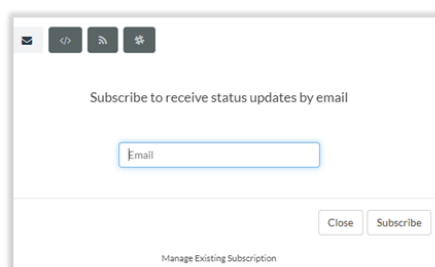 Subscribe to receive status updates by email
Email
Close Subscribe
Manage Existing Subscription